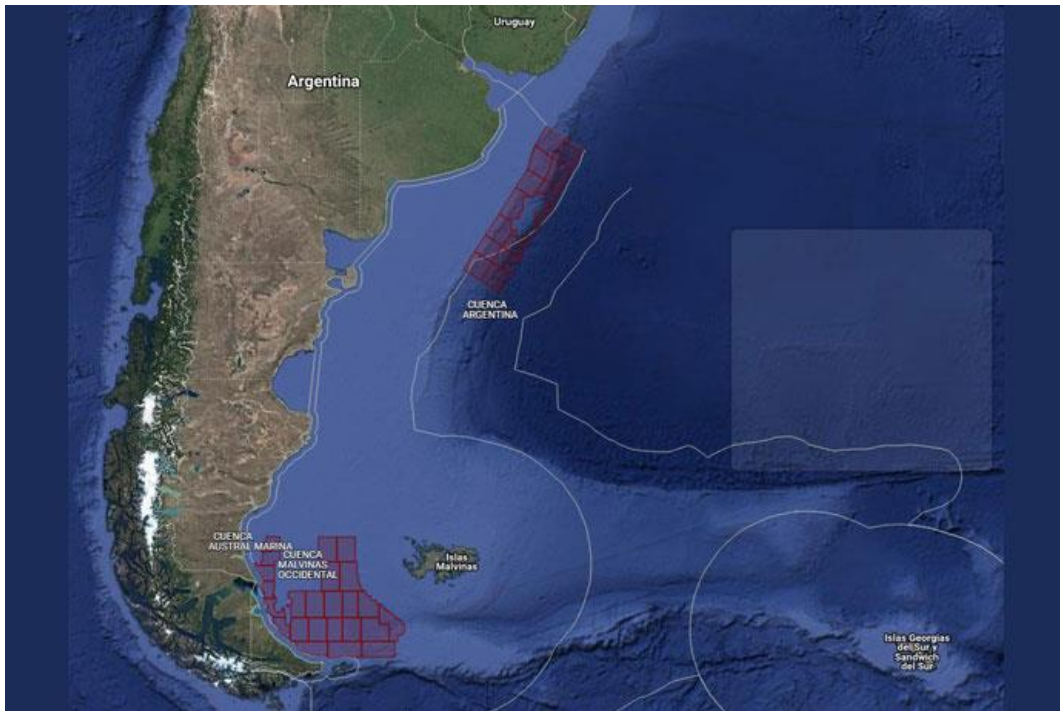 Uruguay
Argentina
CUENCA
ARGENTINA
CUENCA
AUSTRAL MARINA
CUENCA
MALVINAS
OCCIDENTAL
Islas
Malvinas
Islas Georgias
del Sur y
Sandwich
del Sur